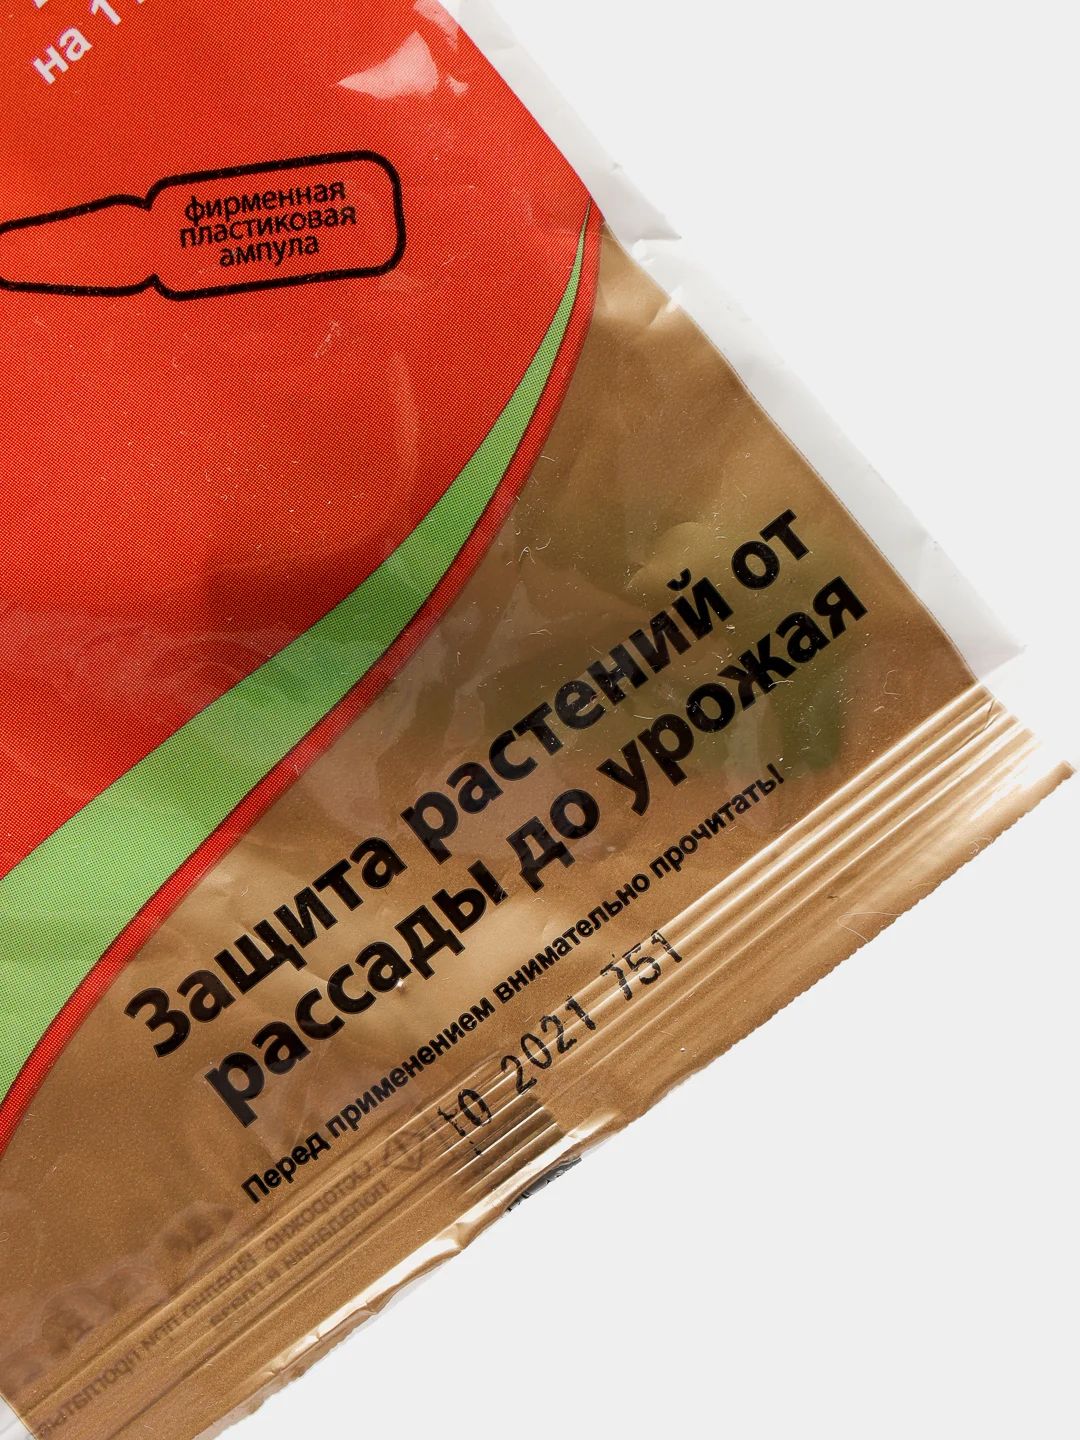 на 1
фирменная
пластиковая
ампула
Защита растений от
рассады до урожая
Перед применением внимательно прочитать!
10 2021 751